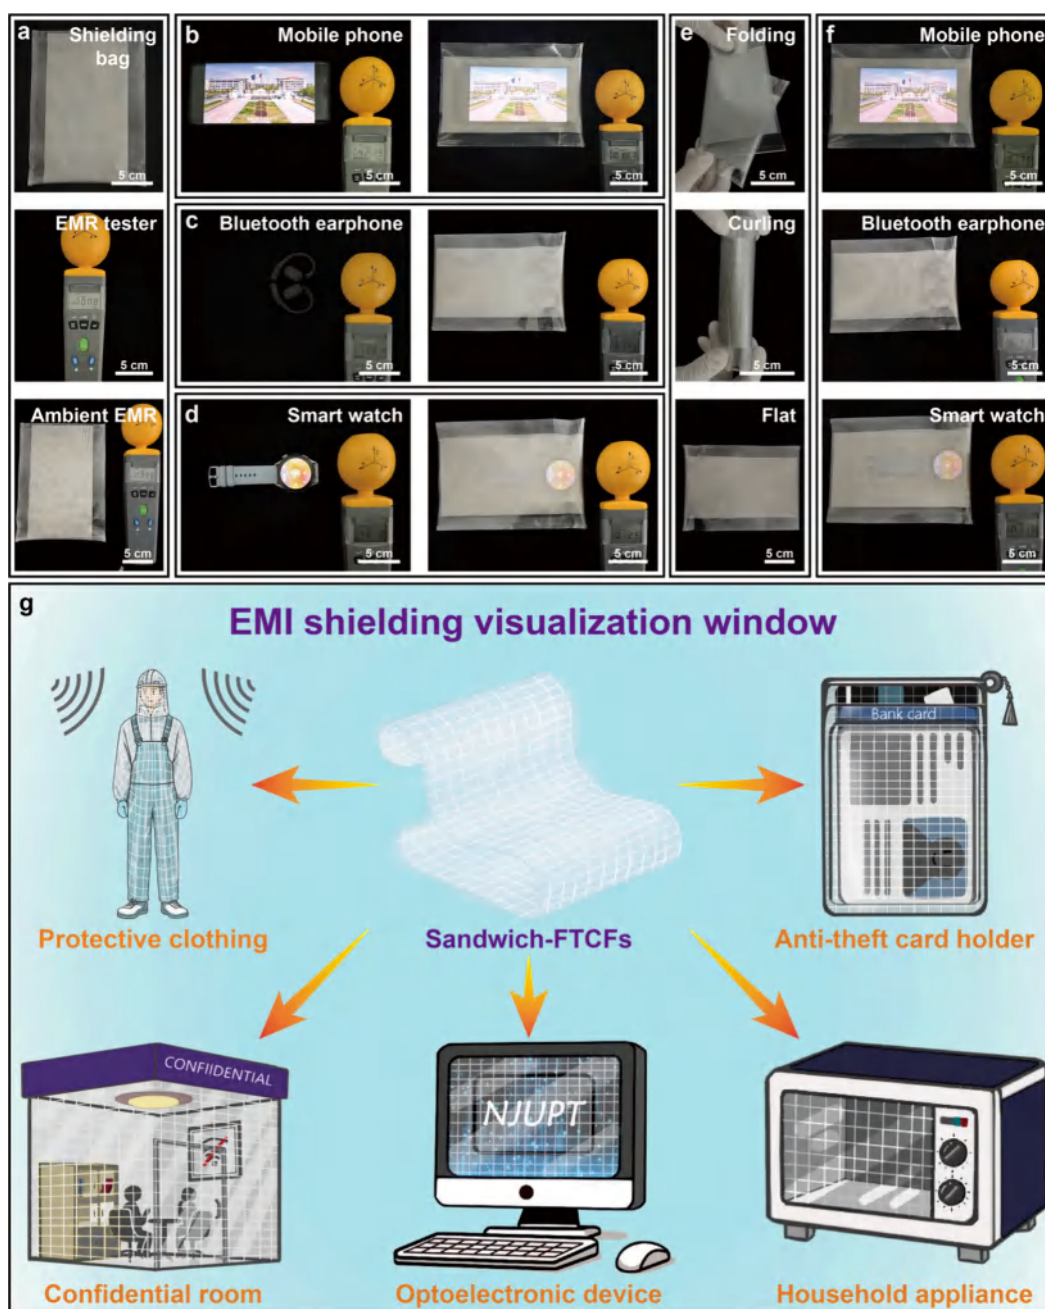 a
Shielding
bag
5 cm
EMR tester
5 cm
Ambient EMR
5 cm
b
Mobile phone
5 cm
5 cm
c
Bluetooth earphone
5 cm
5 cm
d
Smart watch
5 cm
5 cm
e
Folding
5 cm
Curling
5 cm
Flat
5 cm
f
Mobile phone
5 cm
Bluetooth earphone
5 cm
Smart watch
5 cm
g
EMI shielding visualization window
Bank card
Protective clothing
Sandwich-FTCFs
Anti-theft card holder
CONFIIDENTIAL
NJUPT
Confidential room
Optoelectronic device
Household appliance